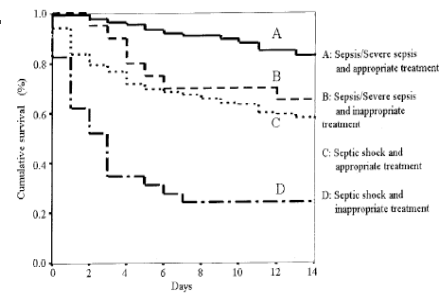 Cumulative survival (%)
1.0
0.8
0.6
0.4
0.2
0.0
0 2 4 6 8 10 12 14
Days
A
B
C
D
A: Sepsis/Severe sepsis
and appropriate treatment
B: Sepsis/Severe sepsis
and inappropriate
treatment
C: Septic shock and
appropriate treatment
D: Septic shock and
inappropriate treatment